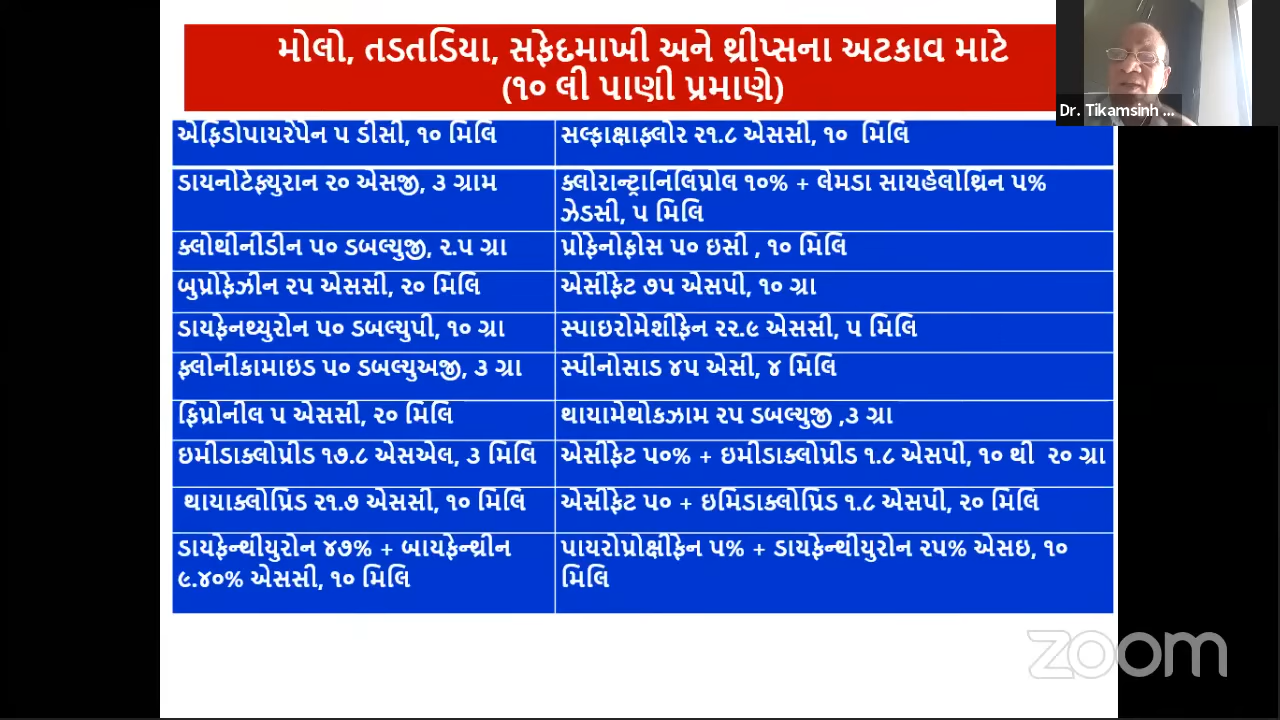 મોલો, તડતડિયા, સફેદમાખી અને થ્રીપ્સના અટકાવ માટે
(૧૦ લી પાણી પ્રમાણે)
Dr. Tikamsinh ...
એફિડોપાયરોપેન ૫ ડીસી, ૧૦ મિલિ
સલ્ફાક્ષાફ્લોર ૨૧.૮ એસસી, ૧૦ મિલિ
ડાયનોટેફ્યુરાન ૨૦ એસજી, ૩ ગ્રામ
ક્લોરાન્ટ્રાનિલિપ્રોલ ૧૦% + લેમડા સાયહેલોથ્રિન ૫%
ઝેડસી, ૫ મિલિ
ક્લોથીનીડીન ૫૦ ડબલ્યુજી, ૨.૫ ગ્રા
પ્રોફેનોફોસ ૫૦ ઇસી , ૧૦ મિલિ
બુપ્રોફેઝીન ૨૫ એસસી, ૨૦ મિલિ
એસીફેટ ૭૫ એસપી, ૧૦ ગ્રા
ડાયફેનથ્યુરોન ૫૦ ડબલ્યુપી, ૧૦ ગ્રા
સ્પાઇરોમેશીફેન ૨૨.૯ એસસી, ૫ મિલિ
ફ્લોનીકામાઇડ ૫૦ ડબલ્યુઅજી, ૩ ગ્રા
સ્પીનોસાડ ૪૫ એસી, ૪ મિલિ
ફિપ્રોનીલ ૫ એસસી, ૨૦ મિલિ
થાયામેથોકઝામ ૨૫ ડબલ્યુજી ,૩ ગ્રા
ઇમીડાક્લોપ્રીડ ૧૭.૮ એસએલ, ૩ મિલિ
એસીફેટ ૫૦% + ઇમીડાક્લોપ્રીડ ૧.૮ એસપી, ૧૦ થી ૨૦ ગ્રા
થાયાક્લોપ્રિડ ૨૧.૭ એસસી, ૧૦ મિલિ
એસીફેટ ૫૦ + ઇમિડાક્લોપ્રિડ ૧.૮ એસપી, ૨૦ મિલિ
ડાયફેન્થીયુરોન ૪૭% + બાયફેન્થ્રીન
૯.૪૦% એસસી, ૧૦ મિલિ
પાયરોપ્રોક્ષીફેન ૫% + ડાયફેન્થીયુરોન ૨૫% એસઇ, ૧૦
મિલિ
zoom